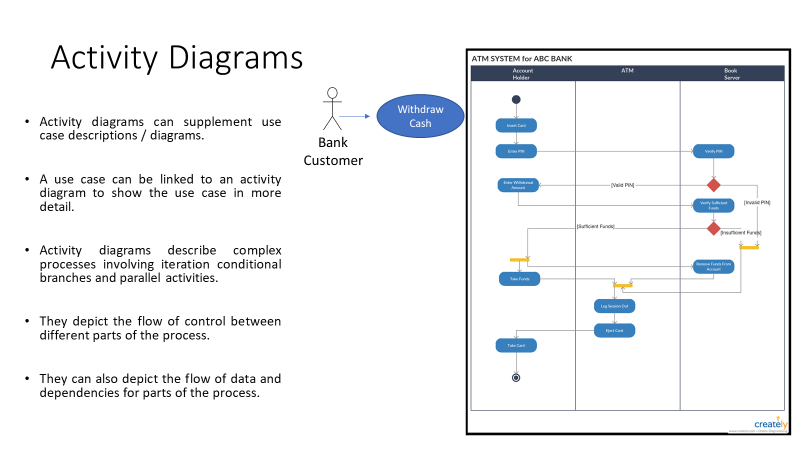 Activity Diagrams
• Activity diagrams can supplement use
case descriptions / diagrams.
• A use case can be linked to an activity
diagram to show the use case in more
detail.
• Activity diagrams describe complex
processes involving iteration conditional
branches and parallel activities.
• They depict the flow of control between
different parts of the process.
• They can also depict the flow of data and
dependencies for parts of the process.
Bank
Customer
Withdraw
Cash
ATM SYSTEM for ABC BANK
Account
Holder
ATM
Book
Server
Insert Card
Enter PIN
Verify PIN
Enter Withdrawal
Amount
[Valid PIN]
[Invalid PIN]
Verify Sufficient
Funds
[Sufficient Funds]
[Insufficient Funds]
Remove Funds From
Account
Take Funds
Log Session Out
Eject Card
Take Card
creately